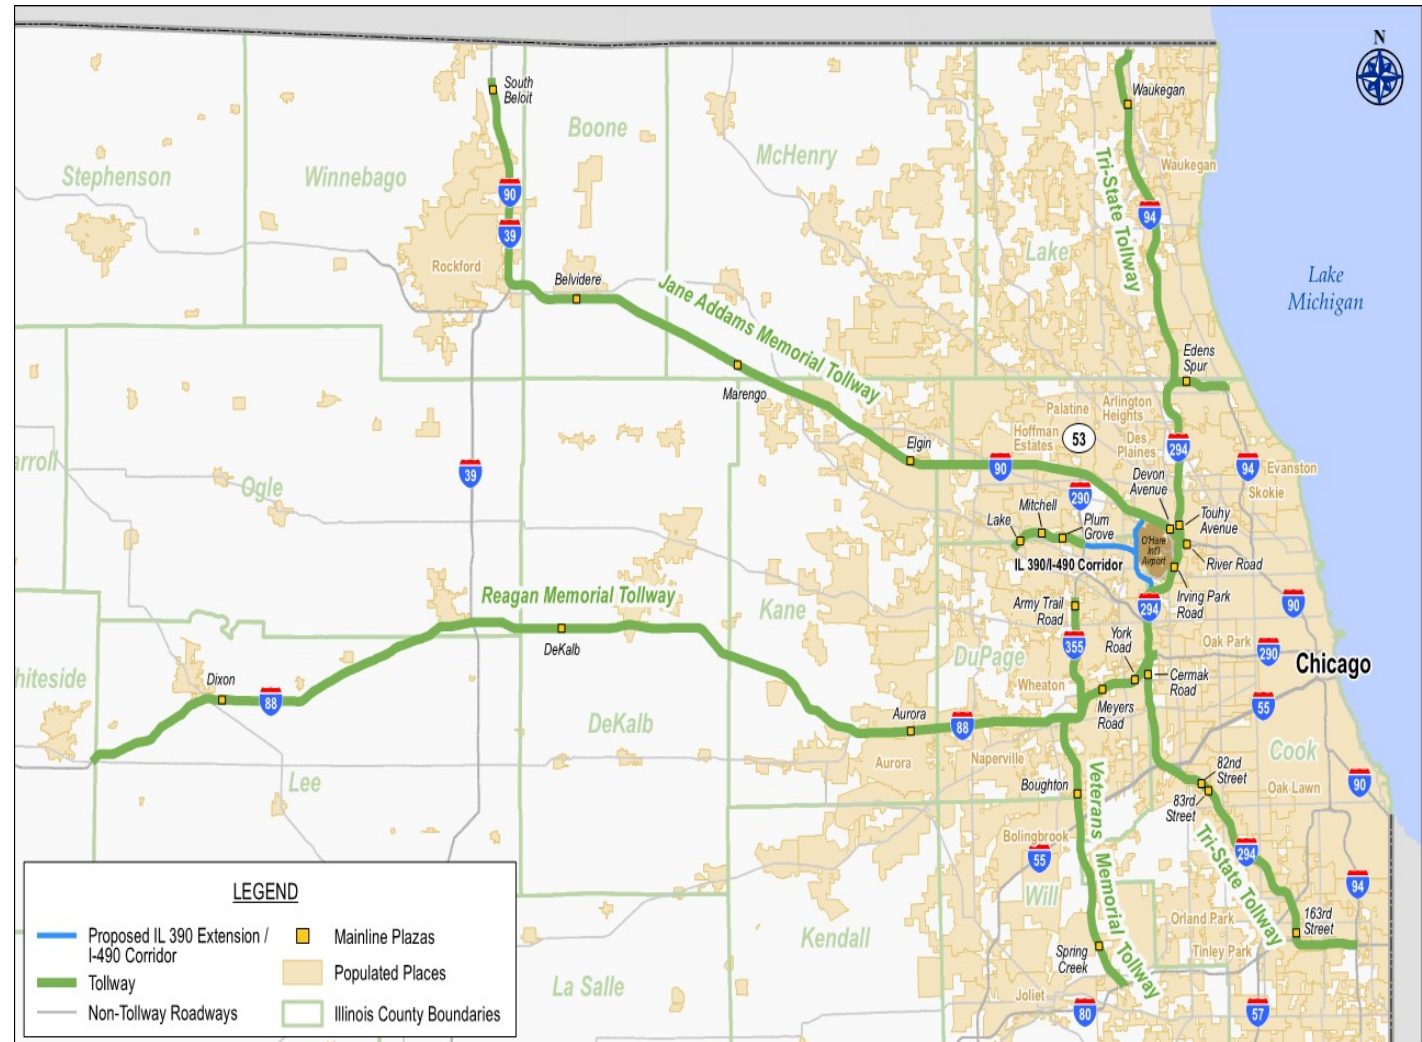 N
South
Beloit
Waukegan
Boone
McHenry
Stephenson
Winnebago
Waukegan
90
94
39
Tri-State Tollway
Lake
Rockford
Belvidere
Jane Addams Memorial Tollway
Lake
Michigan
Edens
Spur
Marengo
Palatine
Arlington
Heights
Hoffman
Estates
53
Des
Plaines
Elgin
294
90
94
Evanston
Skokie
39
Ogle
Devon
Avenue
290
Mitchell
Lake
Plum
Grove
Touhy
Avenue
O'Hare
Int'l
Airport
River Road
IL 390/I-490 Corridor
Irving Park
Road
Reagan Memorial Tollway
Kane
Army Trail
Road
294
90
York
Road
Oak Park
290
355
DeKalb
DuPage
Chicago
Wheaton
Cermak
Road
Dixon
88
Meyers
Road
55
Aurora
88
DeKalb
Cook
Aurora
Naperville
82nd
Street
Lee
Boughton
Veterans Memorial Tollway
83rd
Street
Oak Lawn
90
Bolingbrook
Tri-State Tollway
294
55
94
Will
Orland Park
163rd
Street
Kendall
Tinley Park
Spring
Creek
La Salle
Joliet
80
57
LEGEND
Proposed IL 390 Extension /
I-490 Corridor
Mainline Plazas
Tollway
Populated Places
Non-Tollway Roadways
Illinois County Boundaries